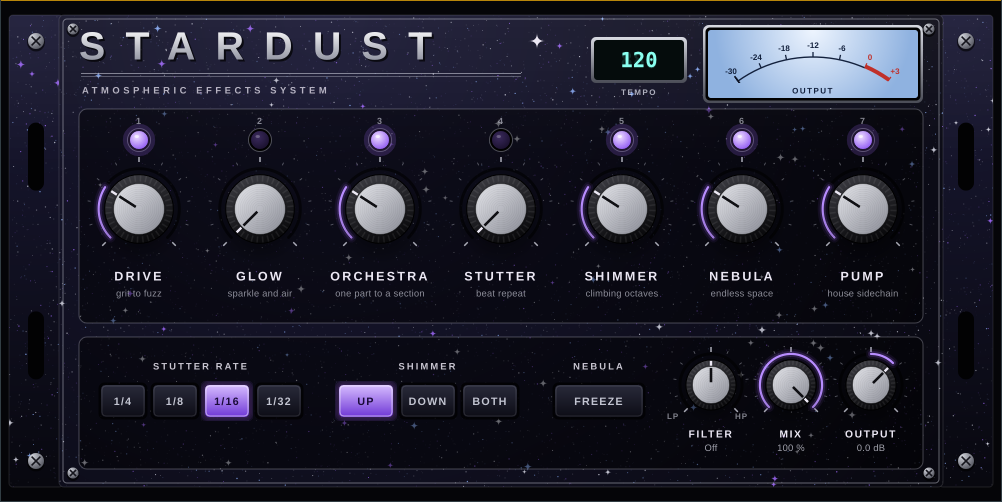 STARDUST
ATMOSPHERIC EFFECTS SYSTEM
120
TEMPO
-30 -24 -18 -12 -6 0 +3
OUTPUT
1 2 3 4 5 6 7
DRIVE GLOW ORCHESTRA STUTTER SHIMMER NEBULA PUMP
grit to fuzz sparkle and air one part to a section beat repeat climbing octaves endless space house sidechain
STUTTER RATE SHIMMER NEBULA
1/4 1/8 1/16 1/32 UP DOWN BOTH FREEZE
LP HP
FILTER MIX OUTPUT
Off 100 % 0.0 dB